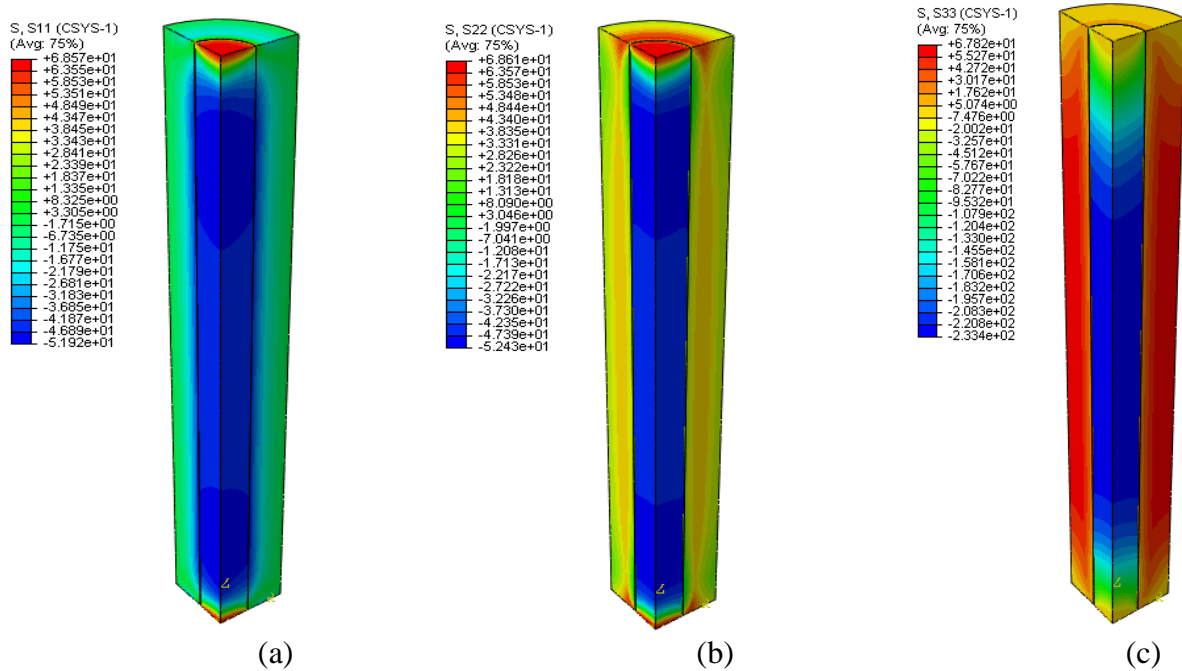 S, S11 (CSYS-1)
(Avg: 75%)
+6.857e+01
+6.355e+01
+5.853e+01
+5.351e+01
+4.849e+01
+4.347e+01
+3.845e+01
+3.343e+01
+2.841e+01
+2.339e+01
+1.837e+01
+1.335e+01
+8.325e+00
+3.305e+00
-1.715e+00
-6.735e+00
-1.175e+01
-1.677e+01
-2.179e+01
-2.681e+01
-3.183e+01
-3.685e+01
-4.187e+01
-4.689e+01
-5.192e+01
Z
(a)
S, S22 (CSYS-1)
(Avg: 75%)
+6.861e+01
+6.357e+01
+5.853e+01
+5.348e+01
+4.844e+01
+4.340e+01
+3.835e+01
+3.331e+01
+2.826e+01
+2.322e+01
+1.818e+01
+1.313e+01
+8.090e+00
+3.046e+00
-1.997e+00
-7.041e+00
-1.208e+01
-1.713e+01
-2.217e+01
-2.722e+01
-3.226e+01
-3.730e+01
-4.235e+01
-4.739e+01
-5.243e+01
Z
(b)
S, S33 (CSYS-1)
(Avg: 75%)
+6.782e+01
+5.527e+01
+4.272e+01
+3.017e+01
+1.762e+01
+5.074e+00
-7.476e+00
-2.002e+01
-3.257e+01
-4.512e+01
-5.767e+01
-7.022e+01
-8.277e+01
-9.532e+01
-1.079e+02
-1.204e+02
-1.330e+02
-1.455e+02
-1.581e+02
-1.706e+02
-1.832e+02
-1.957e+02
-2.083e+02
-2.208e+02
-2.334e+02
Z
(c)